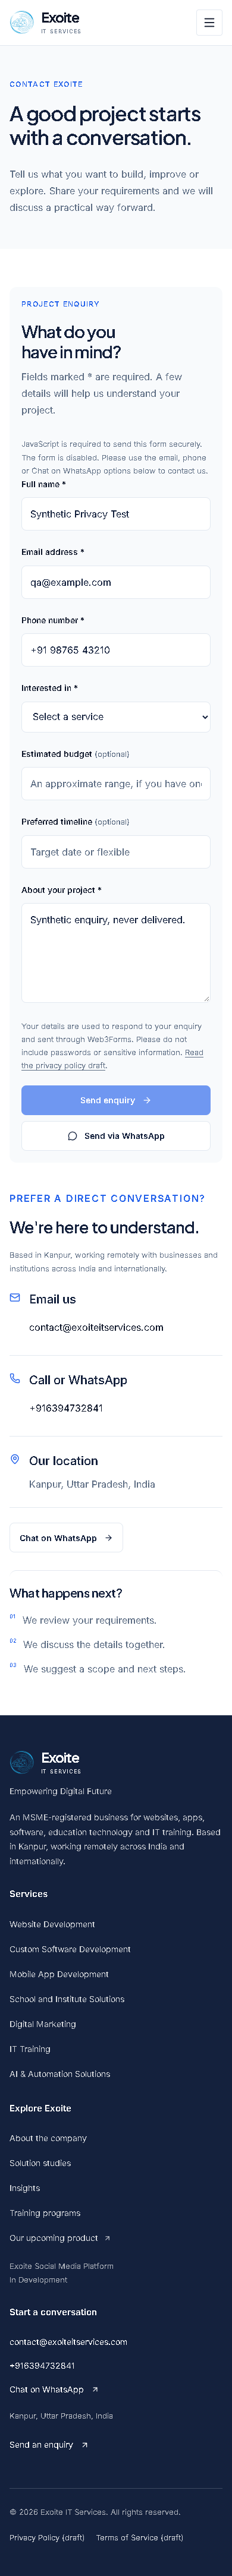 Exoite
IT SERVICES
CONTACT EXOITE
A good project starts
with a conversation.
Tell us what you want to build, improve or
explore. Share your requirements and we will
discuss a practical way forward.
PROJECT ENQUIRY
What do you
have in mind?
Fields marked * are required. A few
details will help us understand your
project.
JavaScript is required to send this form securely.
The form is disabled. Please use the email, phone
or Chat on WhatsApp options below to contact us.
Full name *
Synthetic Privacy Test
Email address *
qa@example.com
Phone number *
+91 98765 43210
Interested in *
Select a service
Estimated budget (optional)
An approximate range, if you have one
Preferred timeline (optional)
Target date or flexible
About your project *
Synthetic enquiry, never delivered.
Your details are used to respond to your enquiry
and sent through Web3Forms. Please do not
include passwords or sensitive information. Read
the privacy policy draft.
Send enquiry
Send via WhatsApp
PREFER A DIRECT CONVERSATION?
We're here to understand.
Based in Kanpur, working remotely with businesses and
institutions across India and internationally.
Email us
contact@exoiteitservices.com
Call or WhatsApp
+916394732841
Our location
Kanpur, Uttar Pradesh, India
Chat on WhatsApp
What happens next?
01 We review your requirements.
02 We discuss the details together.
03 We suggest a scope and next steps.
Exoite
IT SERVICES
Empowering Digital Future
An MSME-registered business for websites, apps,
software, education technology and IT training. Based
in Kanpur, working remotely across India and
internationally.
Services
Website Development
Custom Software Development
Mobile App Development
School and Institute Solutions
Digital Marketing
IT Training
AI & Automation Solutions
Explore Exoite
About the company
Solution studies
Insights
Training programs
Our upcoming product
Exoite Social Media Platform
In Development
Start a conversation
contact@exoiteitservices.com
+916394732841
Chat on WhatsApp
Kanpur, Uttar Pradesh, India
Send an enquiry
© 2026 Exoite IT Services. All rights reserved.
Privacy Policy (draft) Terms of Service (draft)